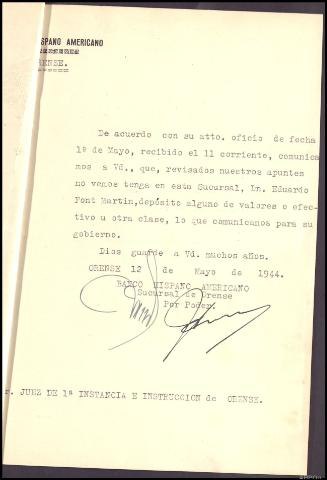 HISPANO AMERICANO
ORENSE.
De acuerdo con su atto. oficio de fecha
1º de Mayo, recibido el 11 corriente, comunica
mos a Vd., que, revisados nuestros apuntes
no vemos tenga en esta Sucursal, Dn. Eduardo
Font Martin,depósito alguno de valores o efec-
tivo u otra clase, lo que comunicamos para su
gobierno.
Dios guarde a Vd. muchos años.
ORENSE 12 de Mayo de 1944.
BANCO HISPANO AMERICANO
Sucursal de Orense
Por Poder.
r. JUEZ DE 1ª INSTANCIA E INSTRUCCION de ORENSE.